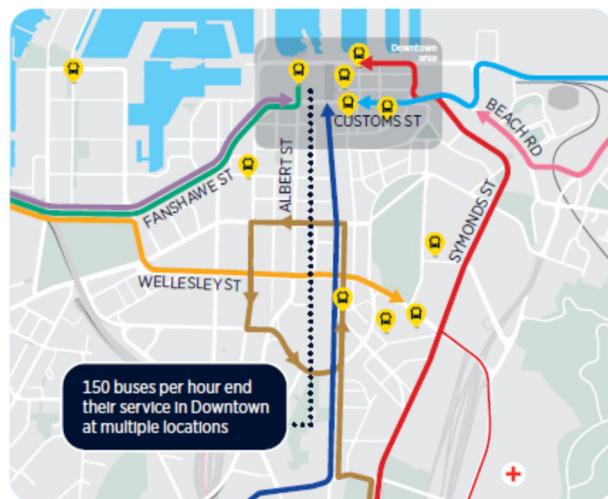 Downtown
area
CUSTOMS ST
BEACH RD
ALBERT ST
FANSHAWE ST
SYMONDS ST
WELLESLEY ST
150 buses per hour end
their service in Downtown
at multiple locations